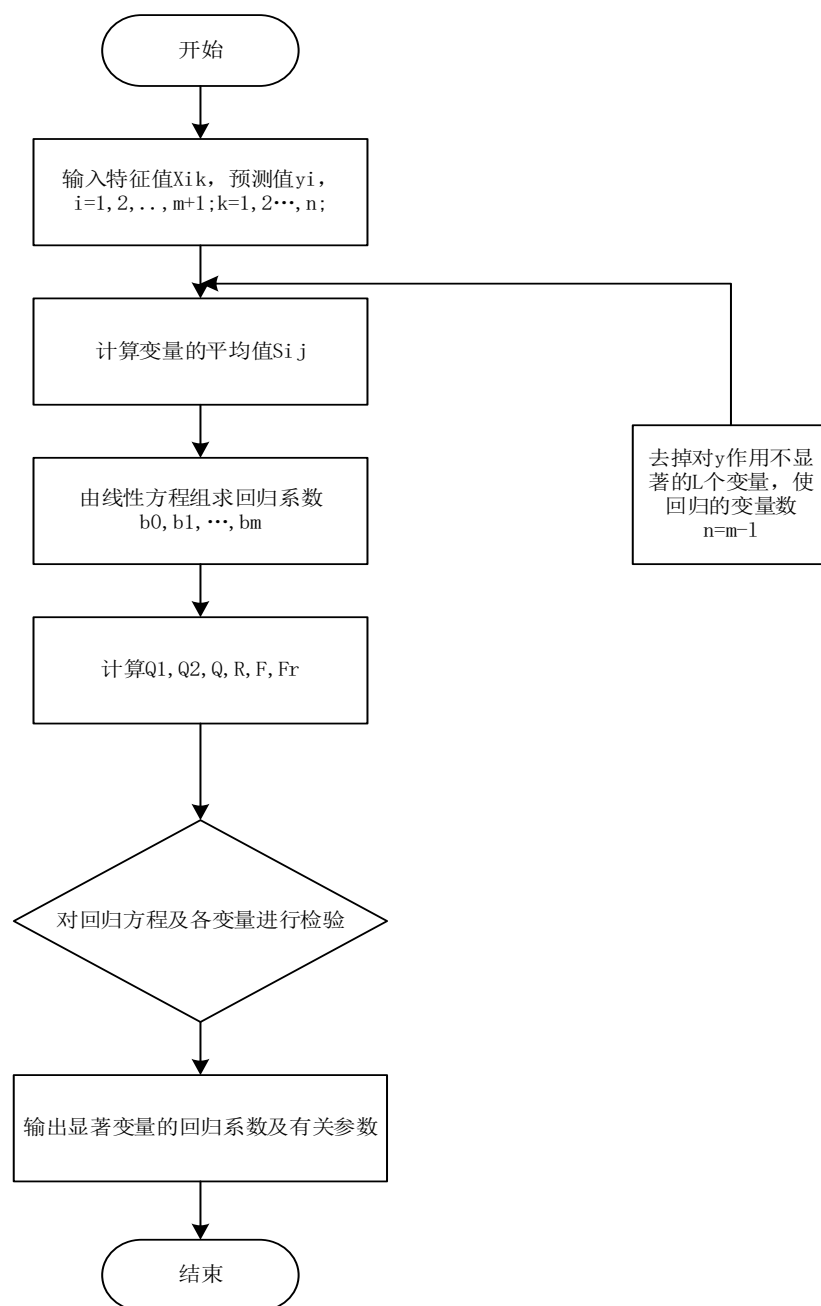 开始
输入特征值Xik，预测值yi，
i=1,2,..,m+1;k=1,2…,n;
计算变量的平均值Sij
由线性方程组求回归系数
b0,b1,…,bm
去掉对y作用不显
著的L个变量，使
回归的变量数
n=m-l
计算Q1,Q2,Q,R,F,Fr
对回归方程及各变量进行检验
输出显著变量的回归系数及有关参数
结束